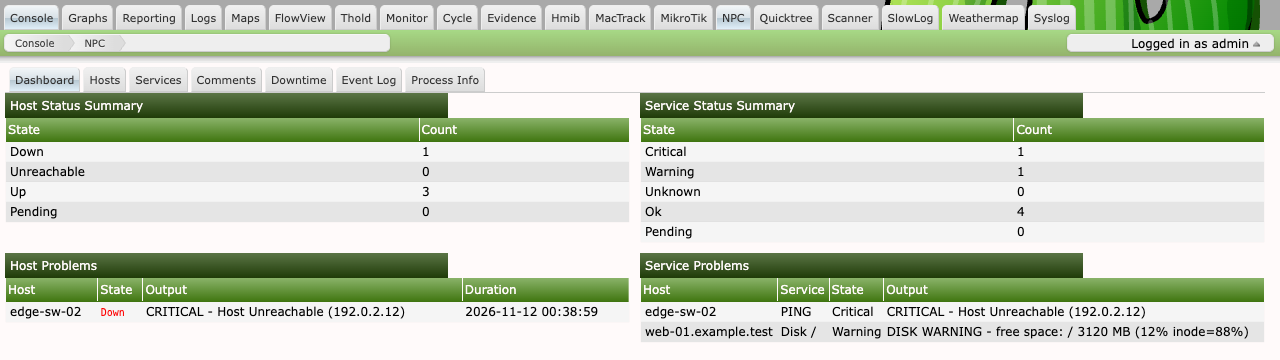 Console Graphs Reporting Logs Maps FlowView Thold Monitor Cycle Evidence Hmib MacTrack MikroTik NPC Quicktree Scanner SlowLog Weathermap Syslog
Console NPC Logged in as admin
Dashboard Hosts Services Comments Downtime Event Log Process Info
Host Status Summary
State Count
Down 1
Unreachable 0
Up 3
Pending 0
Service Status Summary
State Count
Critical 1
Warning 1
Unknown 0
Ok 4
Pending 0
Host Problems
Host State Output Duration
edge-sw-02 Down CRITICAL - Host Unreachable (192.0.2.12) 2026-11-12 00:38:59
Service Problems
Host Service State Output
edge-sw-02 PING Critical CRITICAL - Host Unreachable (192.0.2.12)
web-01.example.test Disk / Warning DISK WARNING - free space: / 3120 MB (12% inode=88%)